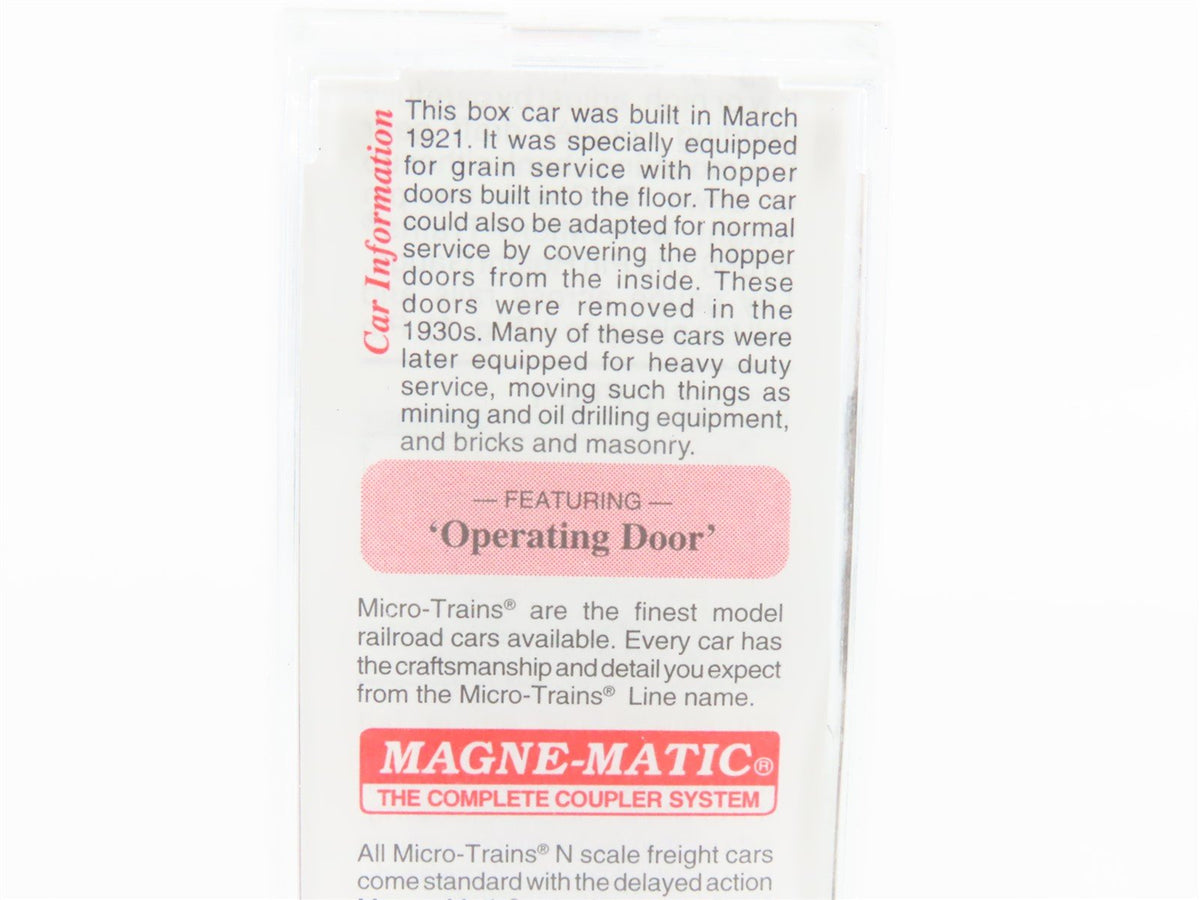 Car Information
This box car was built in March
1921. It was specially equipped
for grain service with hopper
doors built into the floor. The car
could also be adapted for normal
service by covering the hopper
doors from the inside. These
doors were removed in the
1930s. Many of these cars were
later equipped for heavy duty
service, moving such things as
mining and oil drilling equipment,
and bricks and masonry.
— FEATURING —
‘Operating Door’
Micro-Trains® are the finest model
railroad cars available. Every car has
the craftsmanship and detail you expect
from the Micro-Trains® Line name.
MAGNE-MATIC®
THE COMPLETE COUPLER SYSTEM
All Micro-Trains® N scale freight cars
come standard with the delayed action